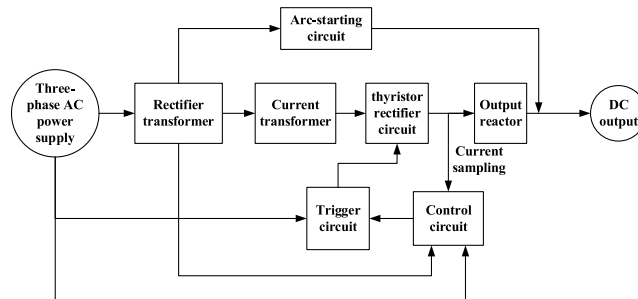 Arc-starting
circuit
Three-
phase AC
power
supply
Rectifier
transformer
Current
transformer
thyristor
rectifier
circuit
Output
reactor
DC
output
Current
sampling
Trigger
circuit
Control
circuit